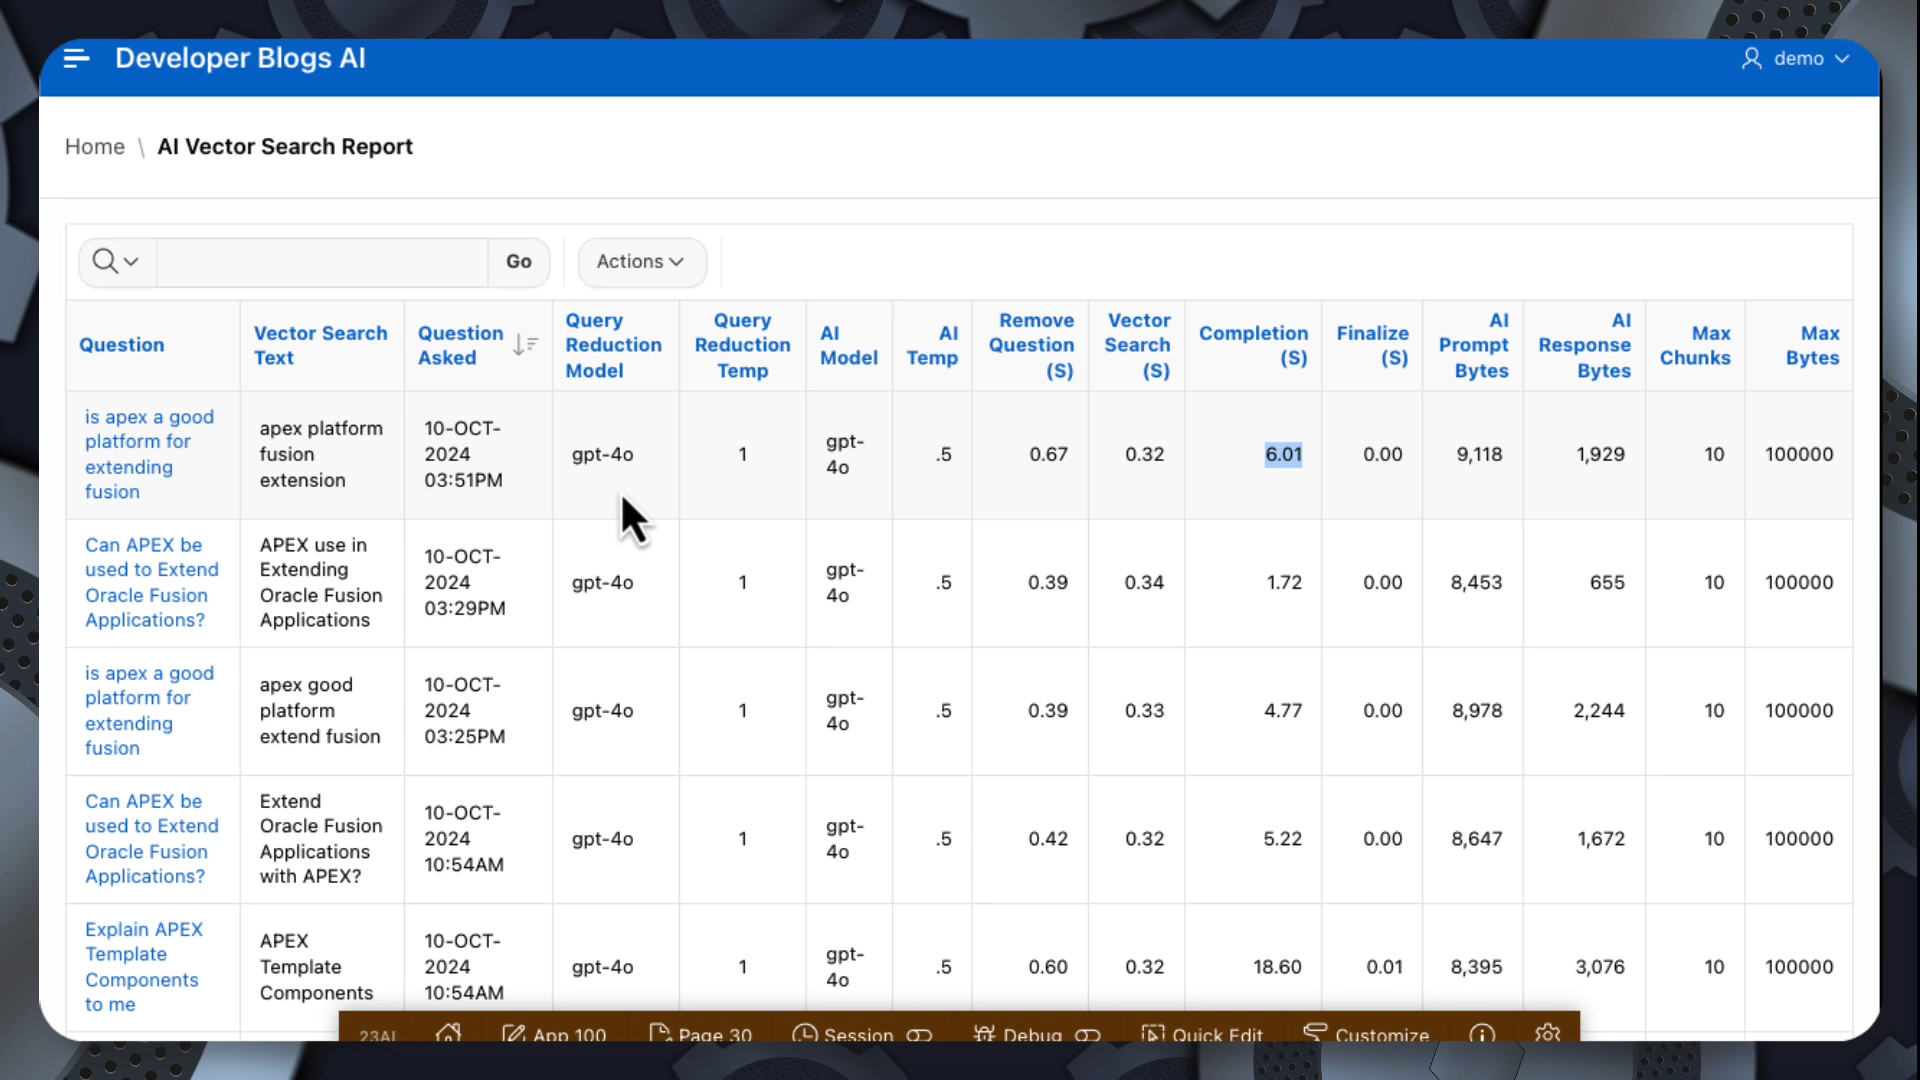 Developer Blogs AI
demo
Home \ AI Vector Search Report
Go
Actions
Question
Vector Search
Text
Question
Asked
Query
Reduction
Model
Query
Reduction
Temp
AI
Model
AI
Temp
Remove
Question
(S)
Vector
Search
(S)
Completion
(S)
Finalize
(S)
AI
Prompt
Bytes
AI
Response
Bytes
Max
Chunks
Max
Bytes
is apex a good
platform for
extending
fusion
apex platform
fusion
extension
10-OCT-
2024
03:51PM
gpt-4o
1
gpt-
4o
.5
0.67
0.32
6.01
0.00
9,118
1,929
10
100000
Can APEX be
used to Extend
Oracle Fusion
Applications?
APEX use in
Extending
Oracle Fusion
Applications
10-OCT-
2024
03:29PM
gpt-4o
1
gpt-
4o
.5
0.39
0.34
1.72
0.00
8,453
655
10
100000
is apex a good
platform for
extending
fusion
apex good
platform
extend fusion
10-OCT-
2024
03:25PM
gpt-4o
1
gpt-
4o
.5
0.39
0.33
4.77
0.00
8,978
2,244
10
100000
Can APEX be
used to Extend
Oracle Fusion
Applications?
Extend
Oracle Fusion
Applications
with APEX?
10-OCT-
2024
10:54AM
gpt-4o
1
gpt-
4o
.5
0.42
0.32
5.22
0.00
8,647
1,672
10
100000
Explain APEX
Template
Components
to me
APEX
Template
Components
10-OCT-
2024
10:54AM
gpt-4o
1
gpt-
4o
.5
0.60
0.32
18.60
0.01
8,395
3,076
10
100000
23AI
App 100
Page 30
Session
Debug
Quick Edit
Customize